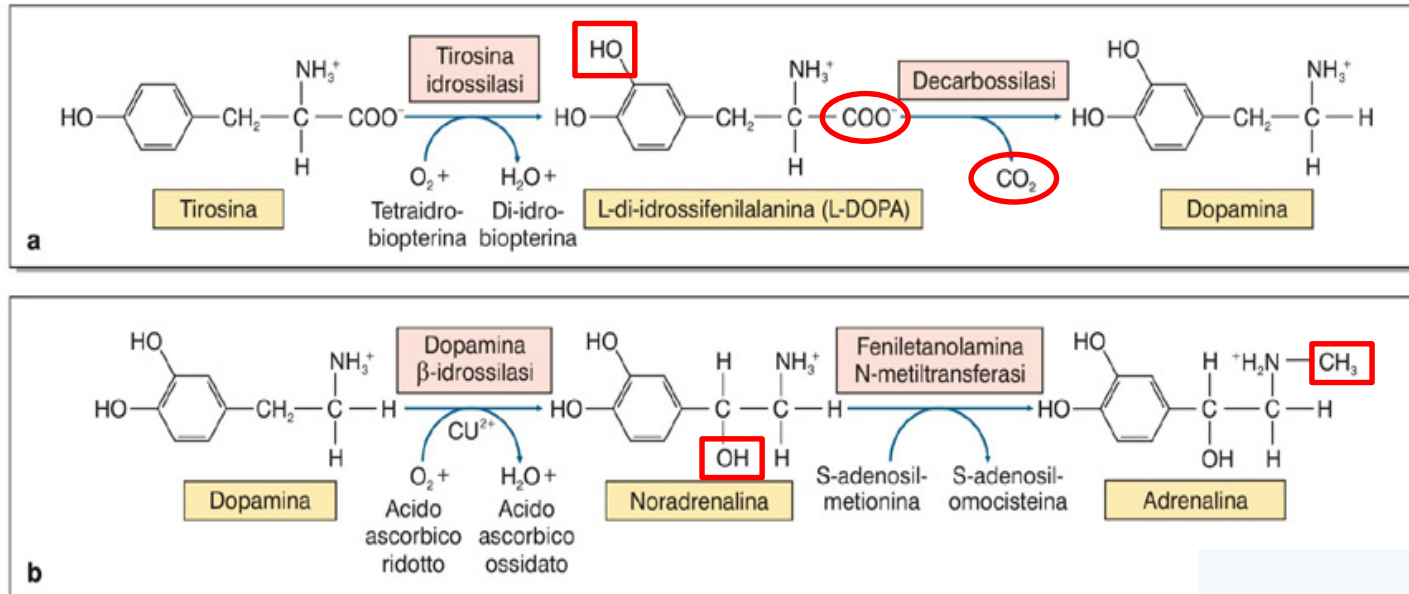 Tirosina
idrossilasi
Decarbossilasi
HO
CH₂
NH₃⁺
C
COO⁻
H
HO
HO
CH₂
NH₃⁺
C
COO⁻
H
HO
HO
CH₂
NH₃⁺
C
H
H
O₂ +
Tetraidro-
biopterina
H₂O +
Di-idro-
biopterina
CO₂
Tirosina
L-di-idrossifenilalanina (L-DOPA)
Dopamina
a
Dopamina
β-idrossilasi
Feniletanolamina
N-metiltransferasi
HO
HO
CH₂
NH₃⁺
C
H
H
CU²⁺
HO
HO
H
C
OH
NH₃⁺
C
H
H
HO
HO
H
C
OH
⁺H₂N
CH₃
C
H
H
O₂ +
Acido
ascorbico
ridotto
H₂O +
Acido
ascorbico
ossidato
S-adenosil-
metionina
S-adenosil-
omocisteina
Dopamina
Noradrenalina
Adrenalina
b